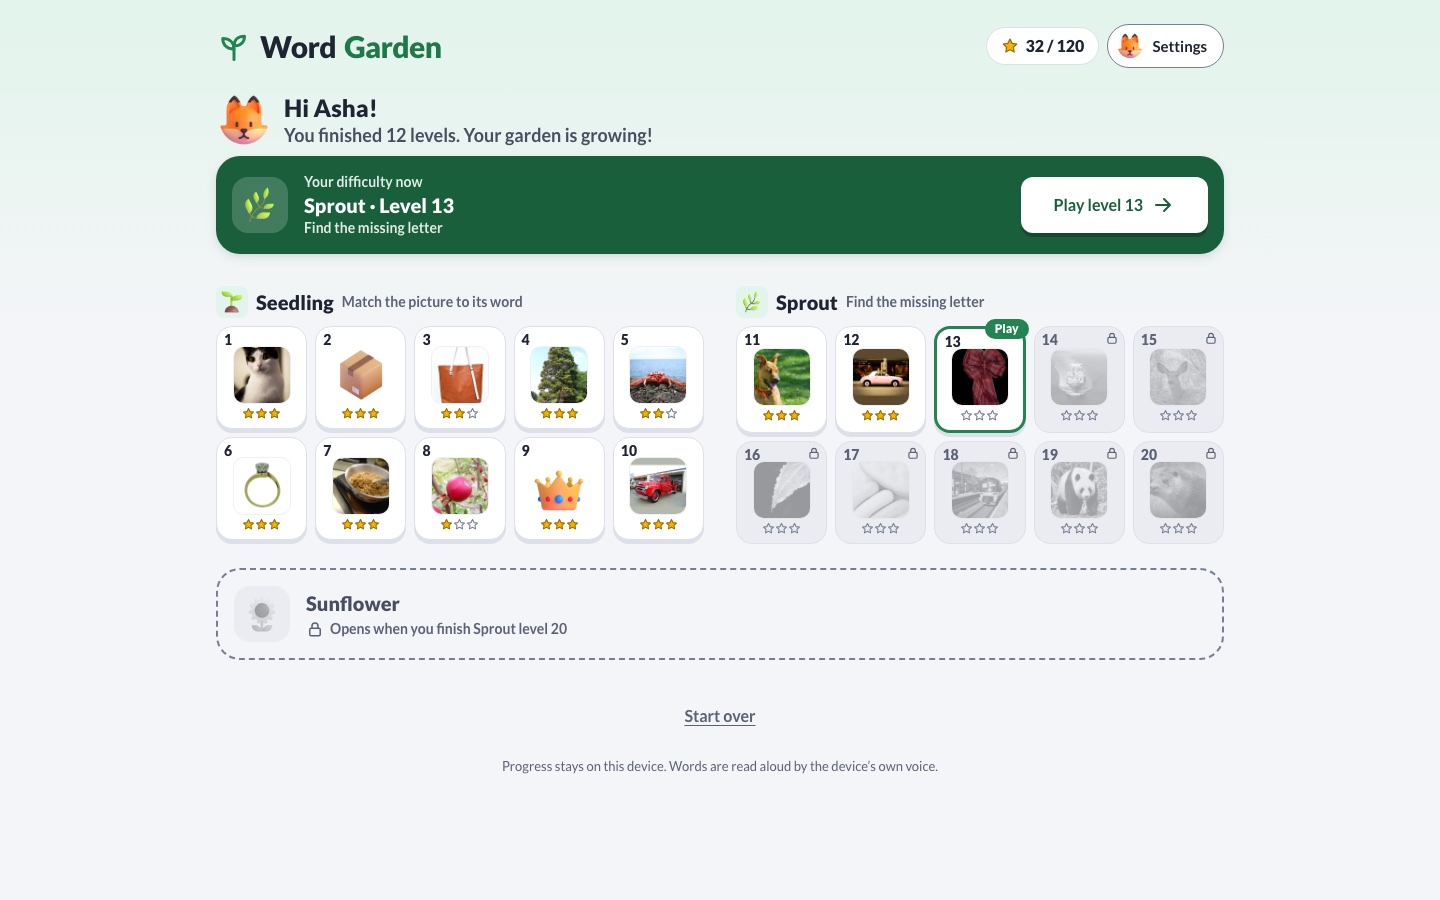 Word Garden
32 / 120
Settings
Hi Asha!
You finished 12 levels. Your garden is growing!
Your difficulty now
Sprout · Level 13
Find the missing letter
Play level 13
Seedling Match the picture to its word
1 2 3 4 5
6 7 8 9 10
Sprout Find the missing letter
Play
11 12 13 14 15
16 17 18 19 20
Sunflower
Opens when you finish Sprout level 20
Start over
Progress stays on this device. Words are read aloud by the device's own voice.